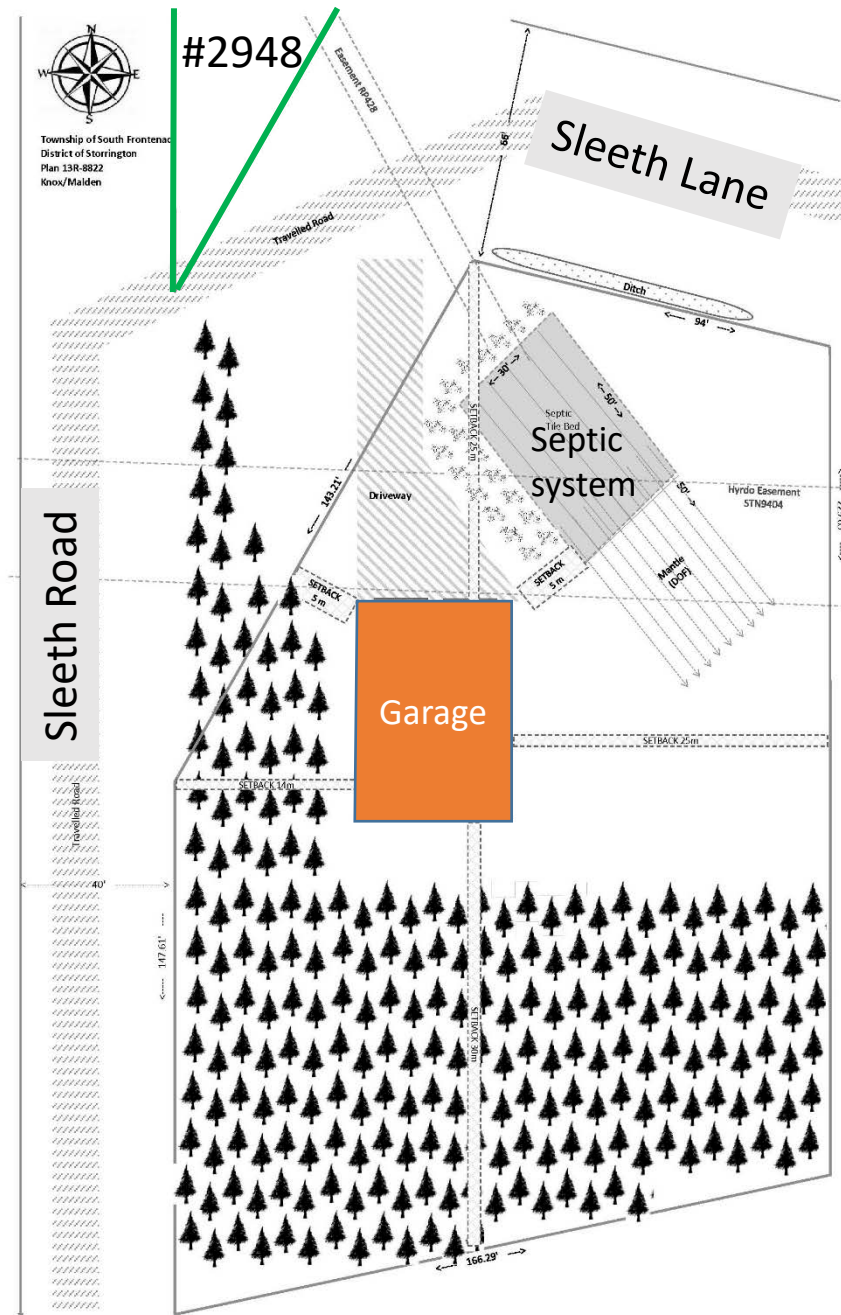 N
W
E
S
#2948
Township of South Frontenac
District of Storrington
Plan 13R-8822
Knox/Malden
Easement RP428
66'
Sleeth Lane
Travelled Road
Ditch
94'
30'
50'
SETBACK 25 m
Septic
Tile Bed
Septic
system
143.21'
Driveway
50'
Hyrdo Easement
STN9404
Sleeth Road
SETBACK
5 m
SETBACK
5 m
Mantle
(DOF)
Garage
SETBACK 25m
SETBACK 14m
Travelled Road
40'
147.61'
SETBACK 30m
166.29'